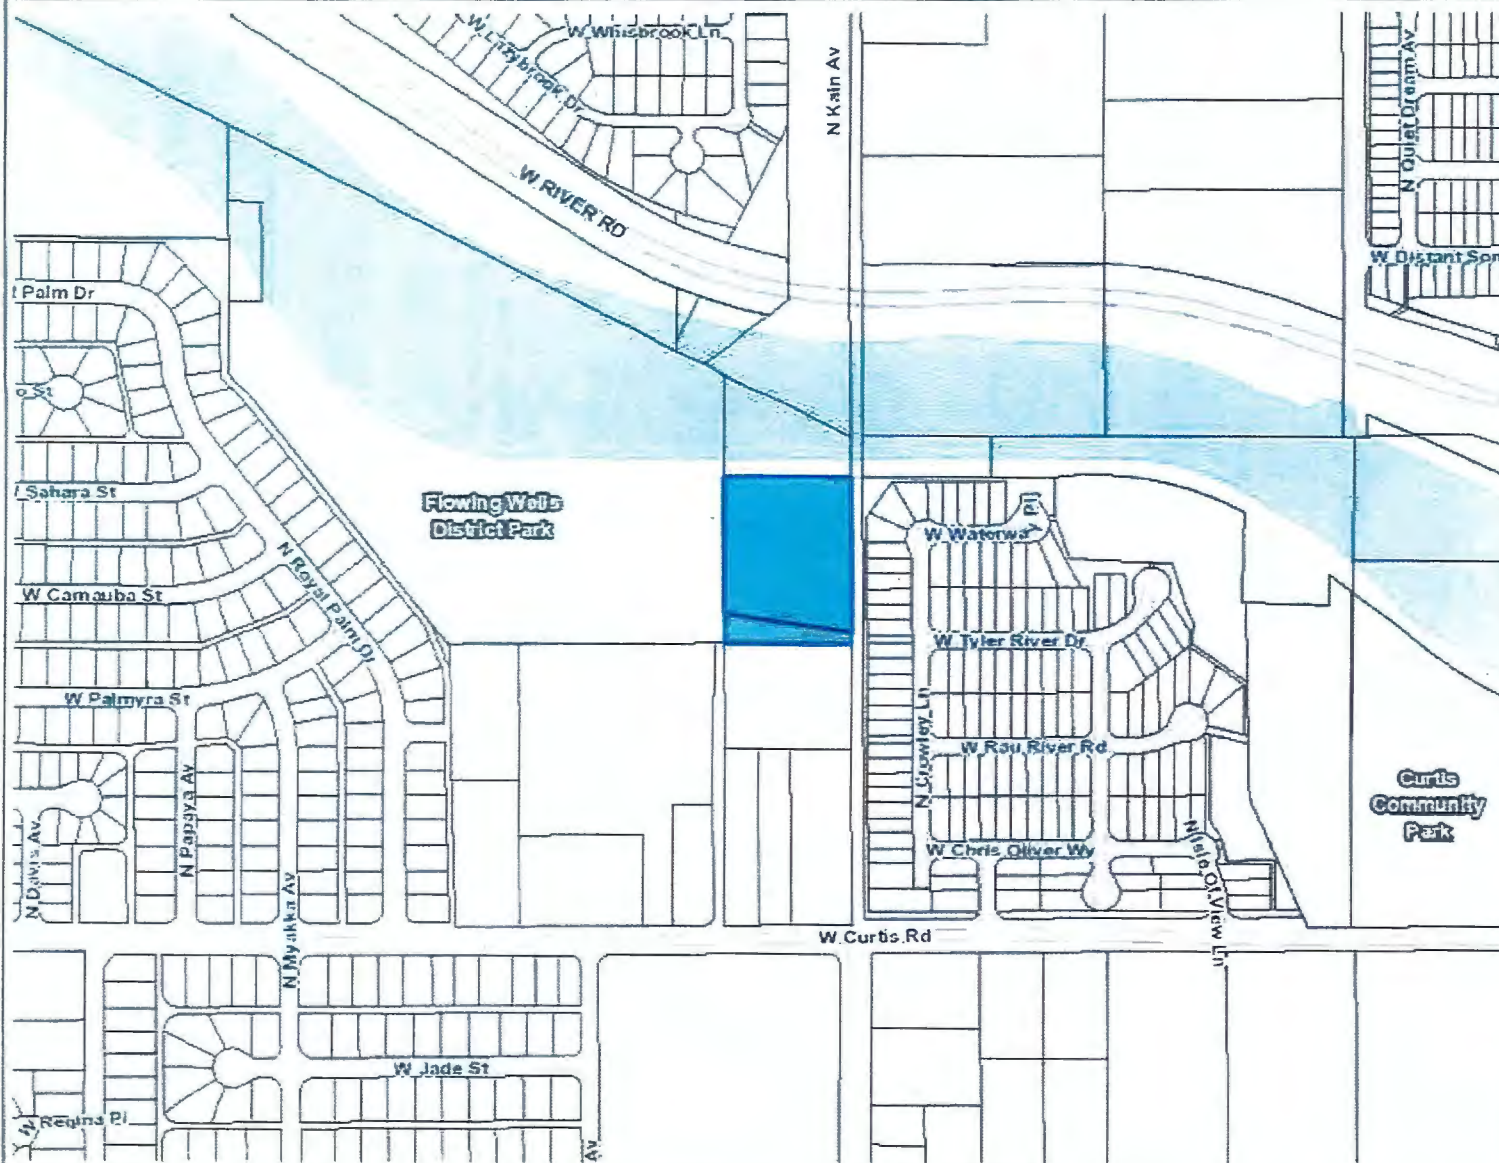 W Whisbrook Ln
W Lazybrook Dr
N Kain Av
N Quiet Dream Av
W RIVER RD
W Distant Son
t Palm Dr
o St
Sahara St
Flowing Wells
District Park
W Waterway Pl
N Royal Palm Dr
W Carnauba St
W Tyler River Dr
W Palmyra St
N Crowley Ln
W Rau River Rd
N Papaya Av
Curtis
Community
Park
N Davis Av
W Chris Oliver Wy
N Isle Of View Ln
N Myakka Av
W Curtis Rd
W Jade St
W Regina Pl
Av